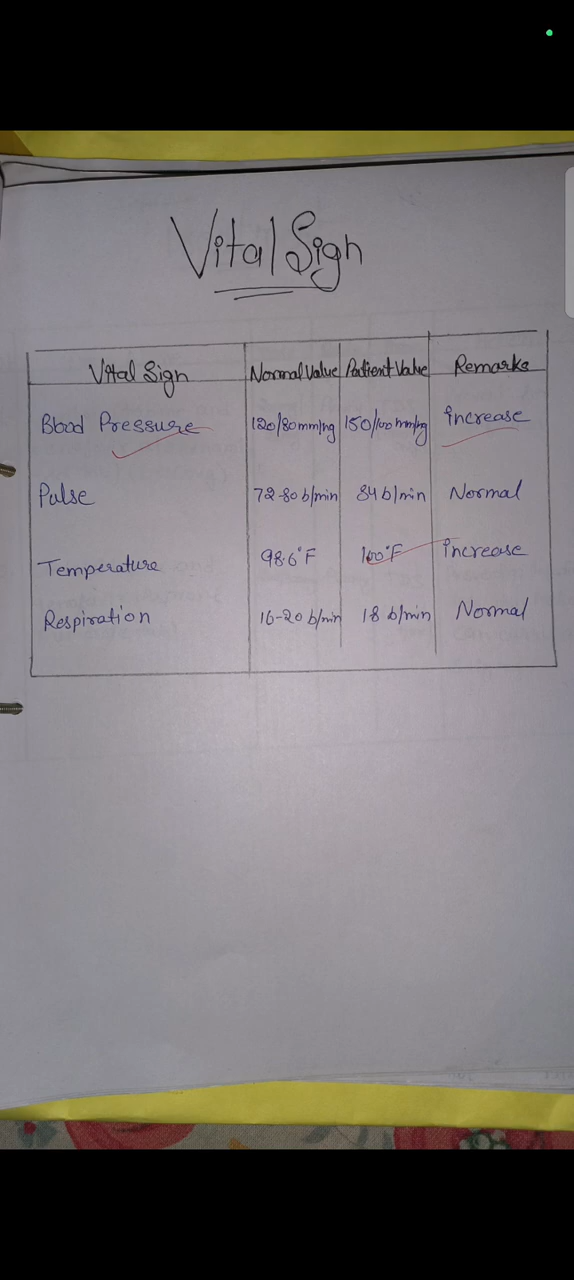 Vital Sign
Vital Sign Normal Value Patient Value Remarks
Blood Pressure 120/80mmhg 150/100mmhg increase
Pulse 72-80 b/min 84 b/min Normal
Temperature 98.6°F 100°F increase
Respiration 16-20 b/min 18 b/min Normal